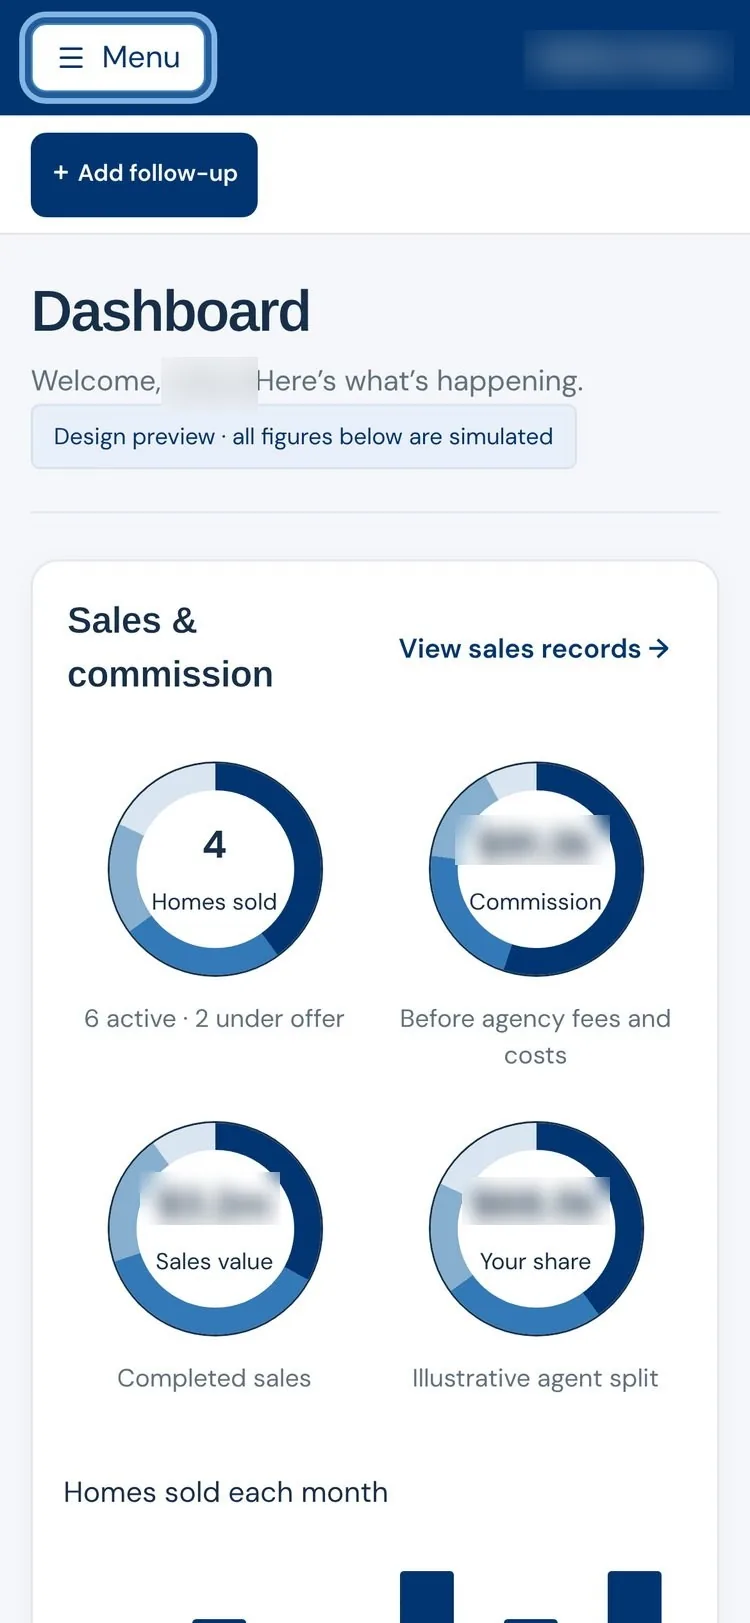 ☰ Menu
+ Add follow-up
Dashboard
Welcome, Here’s what’s happening.
Design preview · all figures below are simulated
Sales &
commission
View sales records →
4
Homes sold
Commission
6 active · 2 under offer
Before agency fees and
costs
Sales value
Your share
Completed sales
Illustrative agent split
Homes sold each month